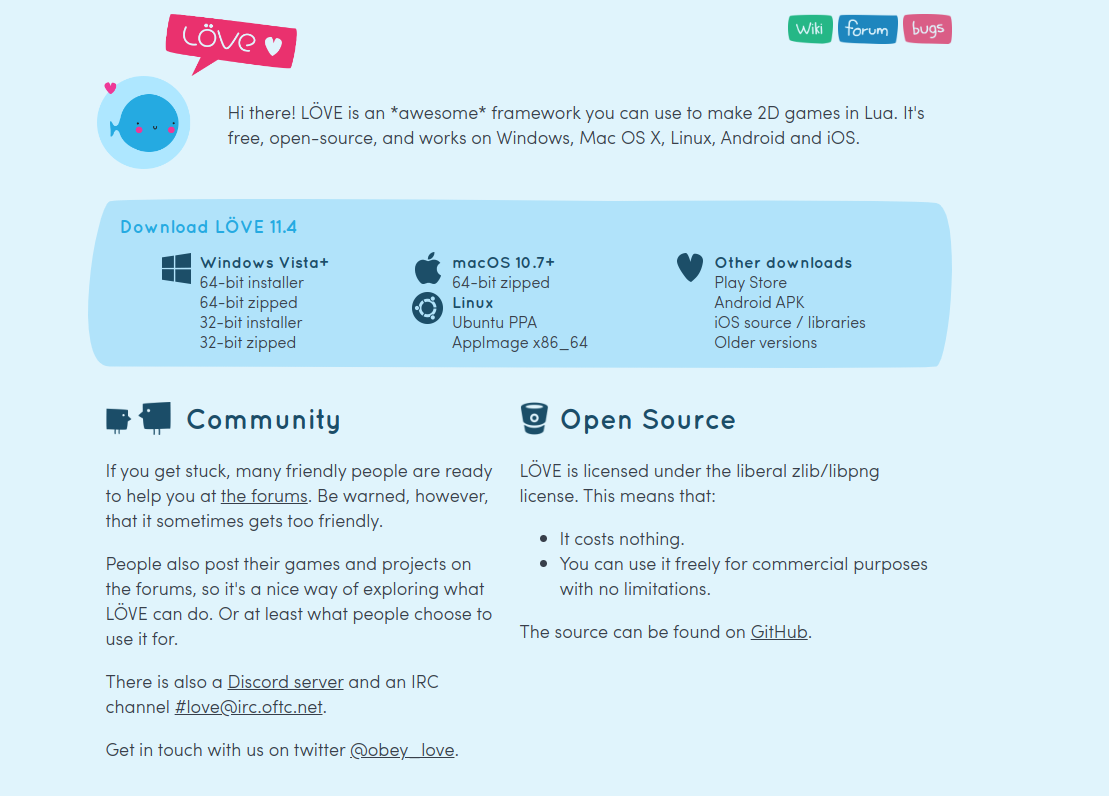 LÖVE
Wiki forum bugs
Hi there! LÖVE is an *awesome* framework you can use to make 2D games in Lua. It's
free, open-source, and works on Windows, Mac OS X, Linux, Android and iOS.
Download LÖVE 11.4
Windows Vista+
64-bit installer
64-bit zipped
32-bit installer
32-bit zipped
macOS 10.7+
64-bit zipped
Linux
Ubuntu PPA
AppImage x86_64
Other downloads
Play Store
Android APK
iOS source / libraries
Older versions
Community
If you get stuck, many friendly people are ready
to help you at the forums. Be warned, however,
that it sometimes gets too friendly.
People also post their games and projects on
the forums, so it's a nice way of exploring what
LÖVE can do. Or at least what people choose to
use it for.
There is also a Discord server and an IRC
channel #love@irc.oftc.net.
Get in touch with us on twitter @obey_love.
Open Source
LÖVE is licensed under the liberal zlib/libpng
license. This means that:
• It costs nothing.
• You can use it freely for commercial purposes
with no limitations.
The source can be found on GitHub.